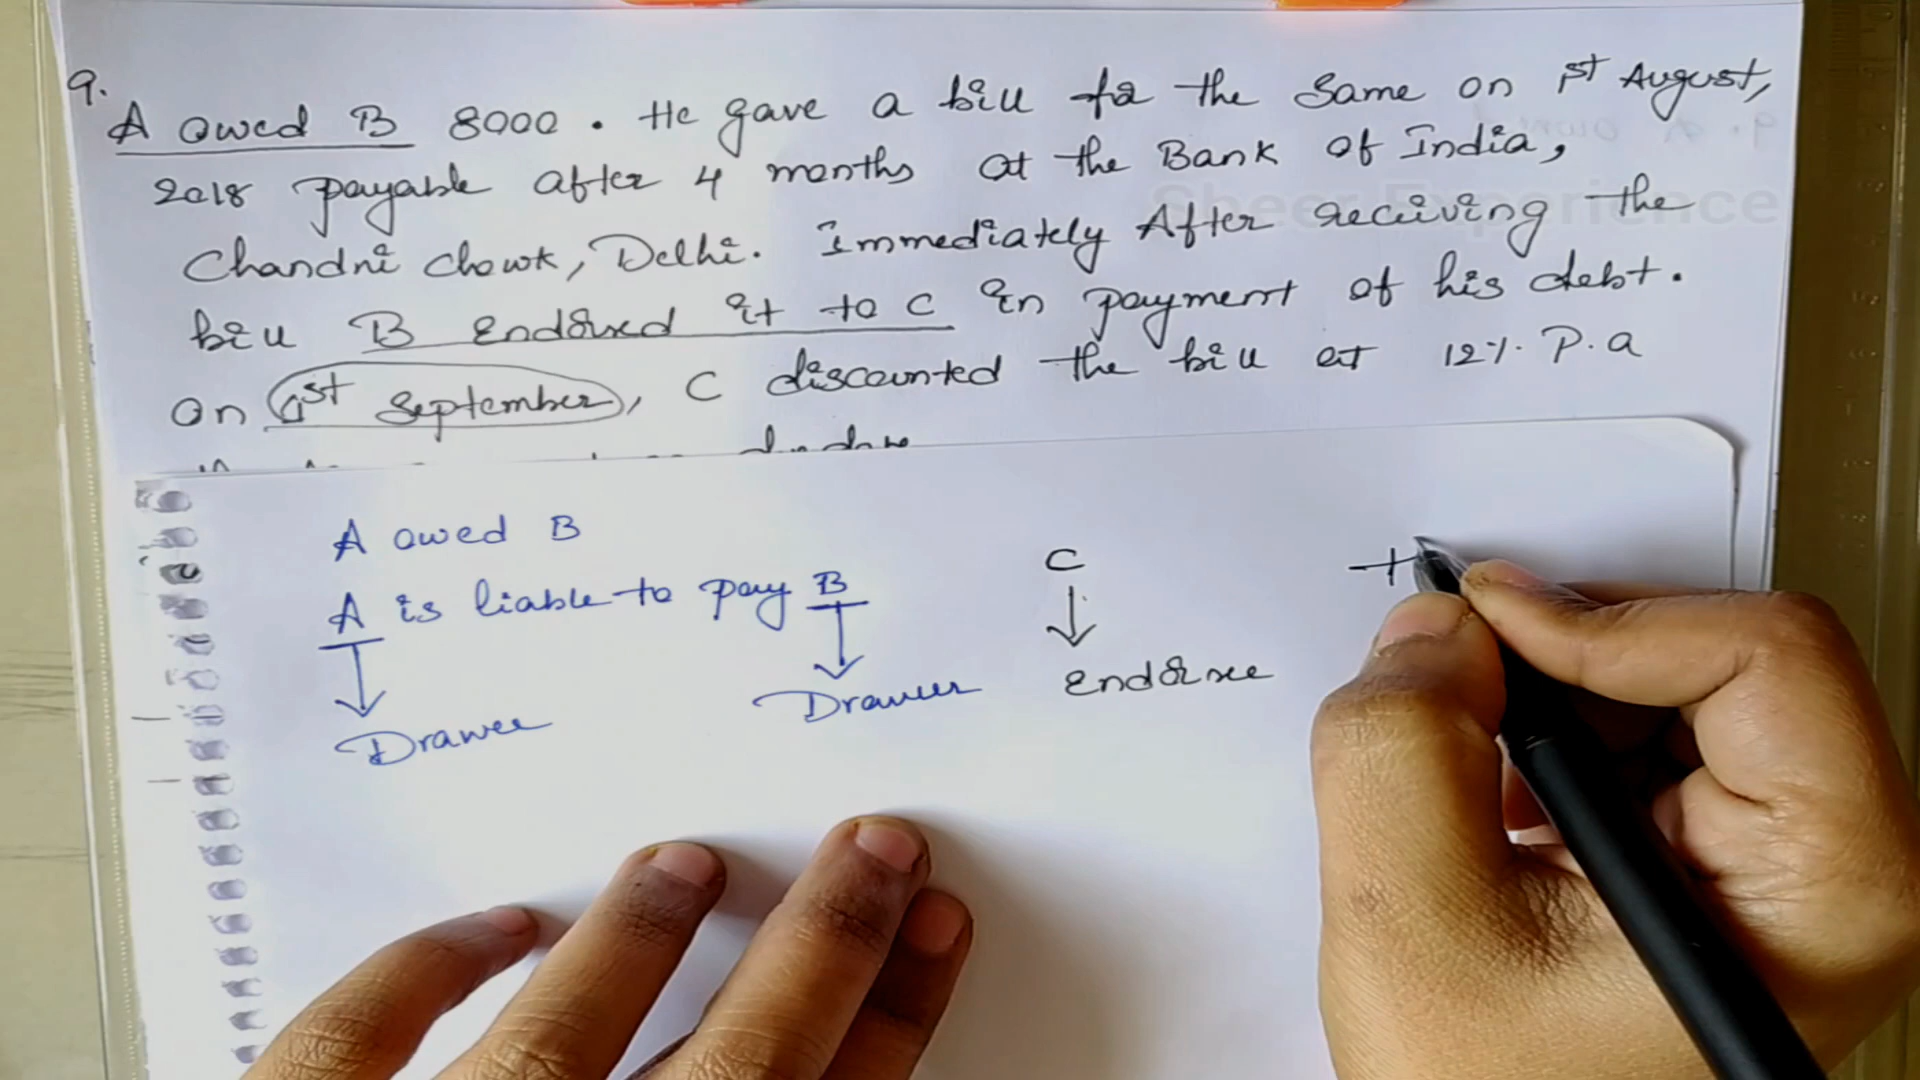 9.
A owed B 8000. He gave a bill for the same on 1st August,
2018 payable after 4 months at the Bank of India,
Sheer Experience
Chandni Chowk, Delhi. Immediately After receiving the
bill B Endorsed it to C in payment of his debt.
on 1st September, C discounted the bill at 12%. P.a
A owed B
A is liable to pay B
C
Endorsee
Drawer
Drawee